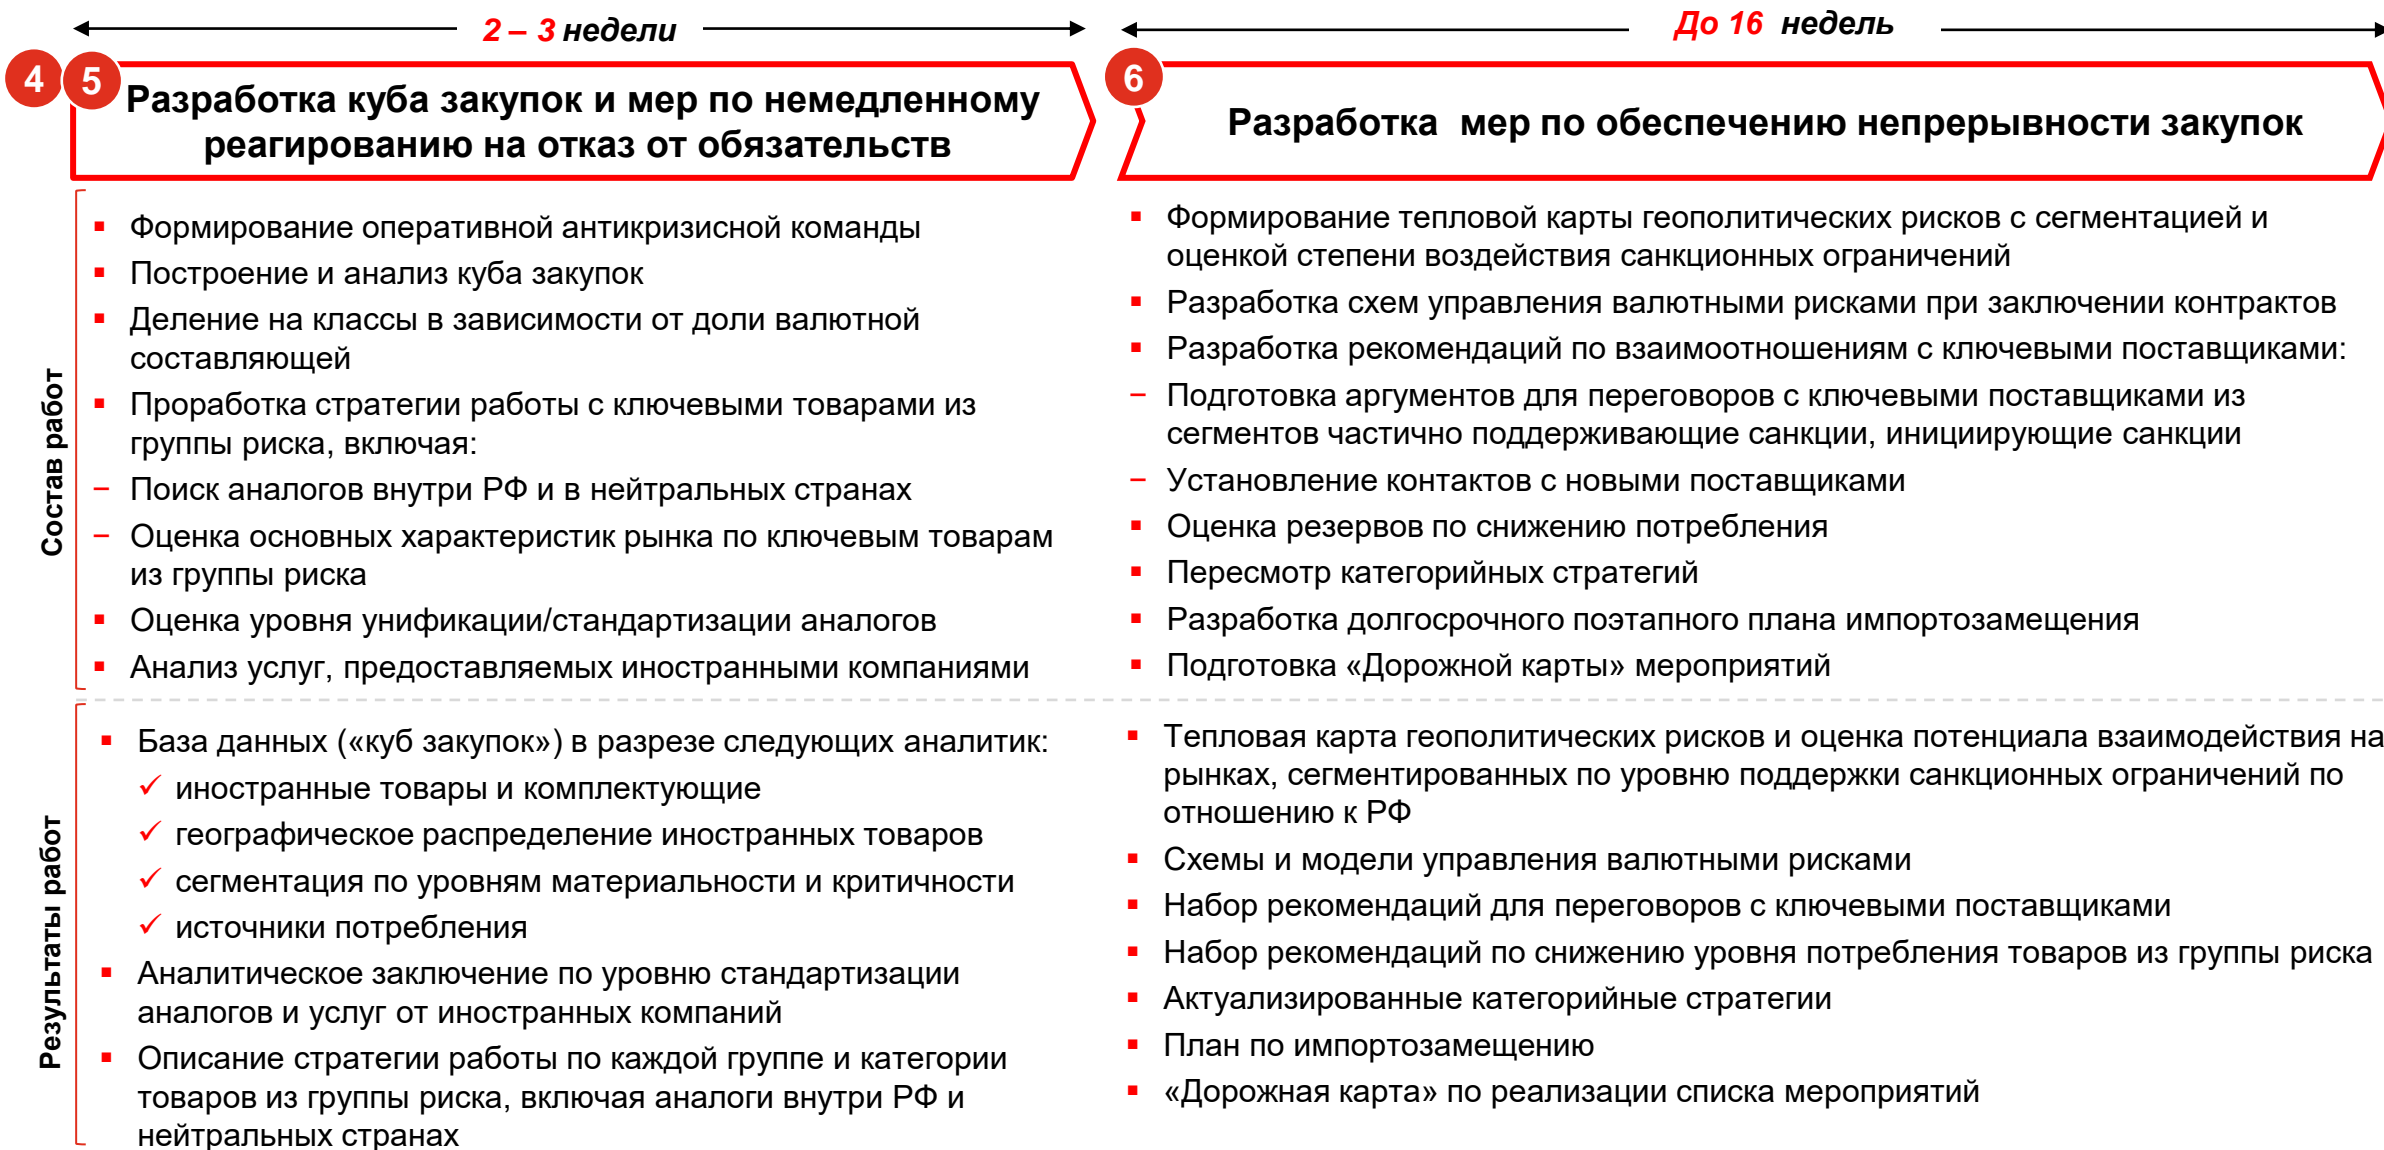 2 – 3 недели
До 16 недель
4 5
Разработка куба закупок и мер по немедленному
реагированию на отказ от обязательств
6
Разработка мер по обеспечению непрерывности закупок
Состав работ
▪ Формирование оперативной антикризисной команды
▪ Построение и анализ куба закупок
▪ Деление на классы в зависимости от доли валютной
составляющей
▪ Проработка стратегии работы с ключевыми товарами из
группы риска, включая:
− Поиск аналогов внутри РФ и в нейтральных странах
− Оценка основных характеристик рынка по ключевым товарам
из группы риска
▪ Оценка уровня унификации/стандартизации аналогов
▪ Анализ услуг, предоставляемых иностранными компаниями
▪ Формирование тепловой карты геополитических рисков с сегментацией и
оценкой степени воздействия санкционных ограничений
▪ Разработка схем управления валютными рисками при заключении контрактов
▪ Разработка рекомендаций по взаимоотношениям с ключевыми поставщиками:
− Подготовка аргументов для переговоров с ключевыми поставщиками из
сегментов частично поддерживающие санкции, инициирующие санкции
− Установление контактов с новыми поставщиками
▪ Оценка резервов по снижению потребления
▪ Пересмотр категорийных стратегий
▪ Разработка долгосрочного поэтапного плана импортозамещения
▪ Подготовка «Дорожной карты» мероприятий
Результаты работ
▪ База данных («куб закупок») в разрезе следующих аналитик:
✓ иностранные товары и комплектующие
✓ географическое распределение иностранных товаров
✓ сегментация по уровням материальности и критичности
✓ источники потребления
▪ Аналитическое заключение по уровню стандартизации
аналогов и услуг от иностранных компаний
▪ Описание стратегии работы по каждой группе и категории
товаров из группы риска, включая аналоги внутри РФ и
нейтральных странах
▪ Тепловая карта геополитических рисков и оценка потенциала взаимодействия на
рынках, сегментированных по уровню поддержки санкционных ограничений по
отношению к РФ
▪ Схемы и модели управления валютными рисками
▪ Набор рекомендаций для переговоров с ключевыми поставщиками
▪ Набор рекомендаций по снижению уровня потребления товаров из группы риска
▪ Актуализированные категорийные стратегии
▪ План по импортозамещению
▪ «Дорожная карта» по реализации списка мероприятий